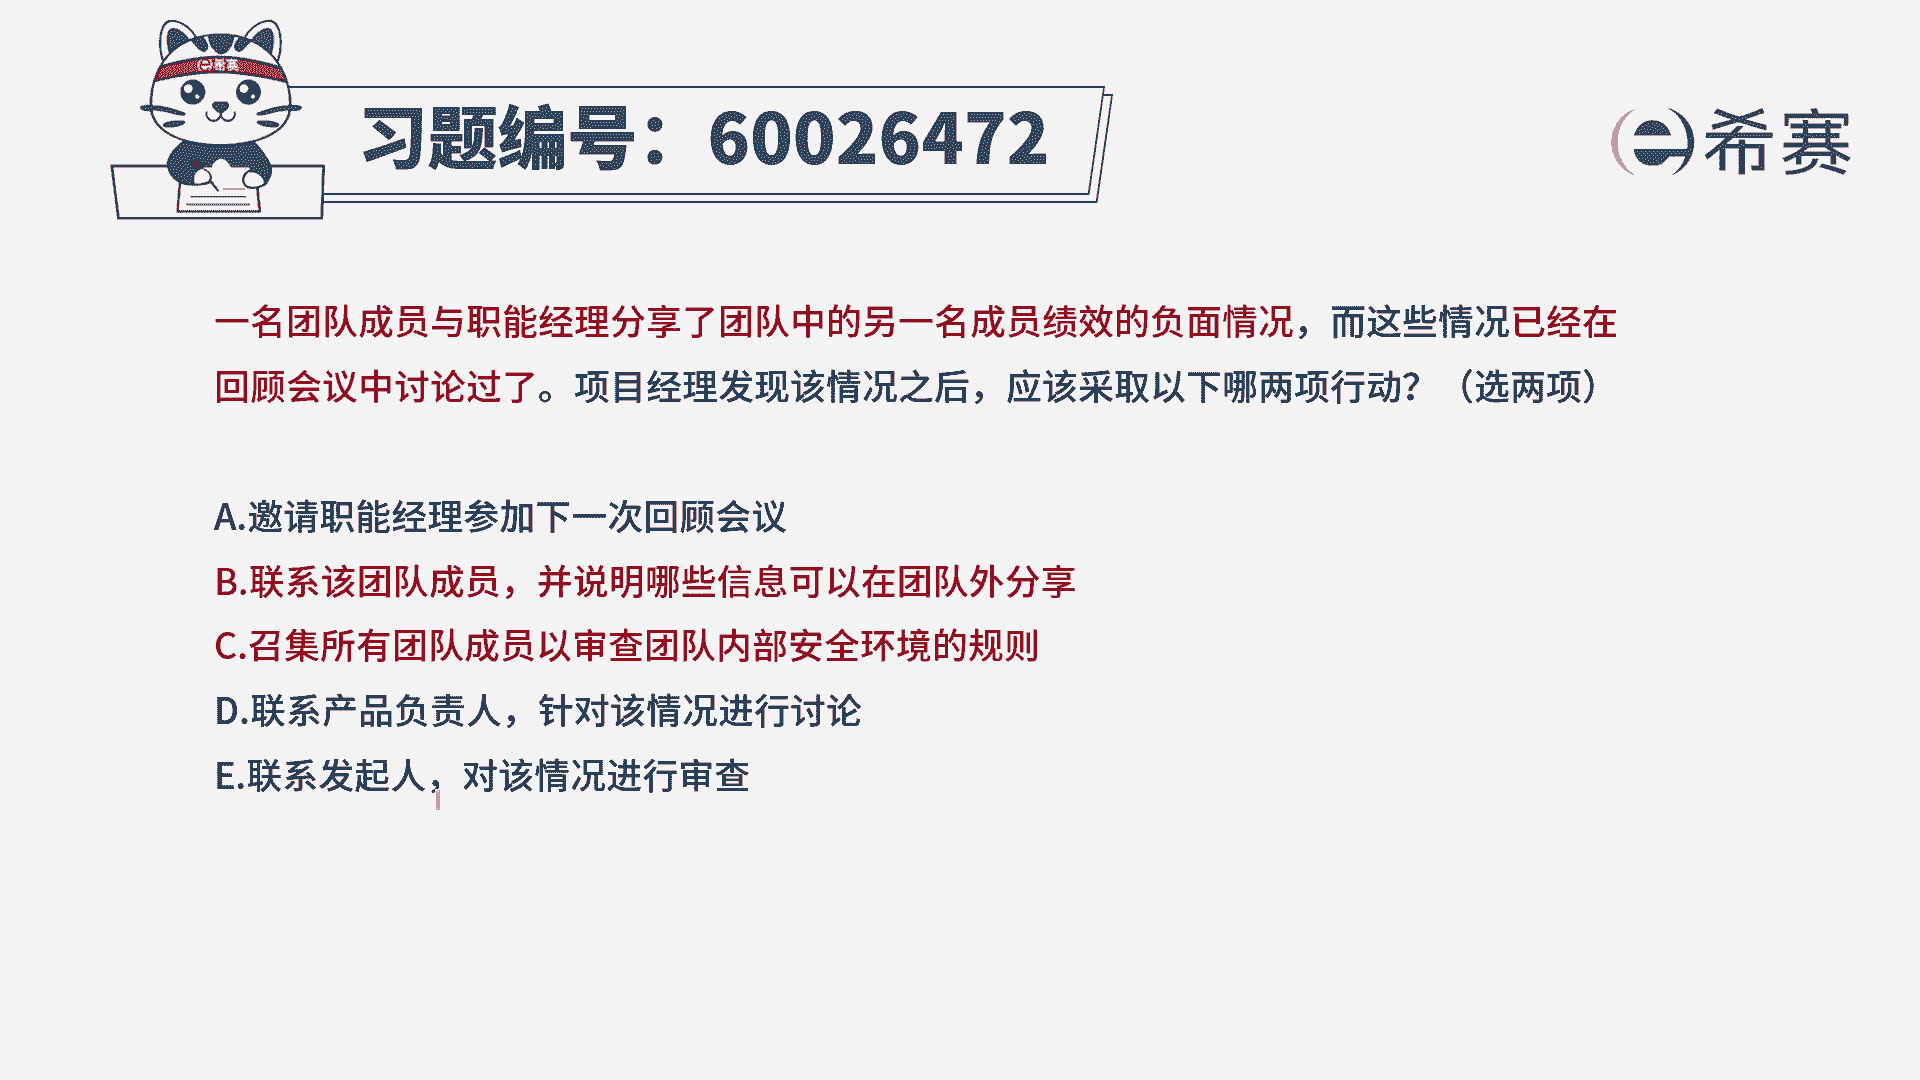 希赛
习题编号：60026472
希赛
一名团队成员与职能经理分享了团队中的另一名成员绩效的负面情况，而这些情况已经在
回顾会议中讨论过了。项目经理发现该情况之后，应该采取以下哪两项行动？（选两项）
A.邀请职能经理参加下一次回顾会议
B.联系该团队成员，并说明哪些信息可以在团队外分享
C.召集所有团队成员以审查团队内部安全环境的规则
D.联系产品负责人，针对该情况进行讨论
E.联系发起人，对该情况进行审查